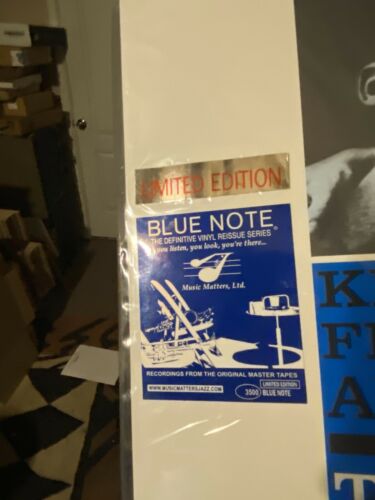 LIMITED EDITION
BLUE NOTE
THE DEFINITIVE VINYL REISSUE SERIES
you listen, you look, you're there...
Music Matters, Ltd.
RECORDINGS FROM THE ORIGINAL MASTER TAPES
WWW.MUSICMATTERSJAZZ.COM
3500
LIMITED EDITION
BLUE NOTE
K
F
A
T